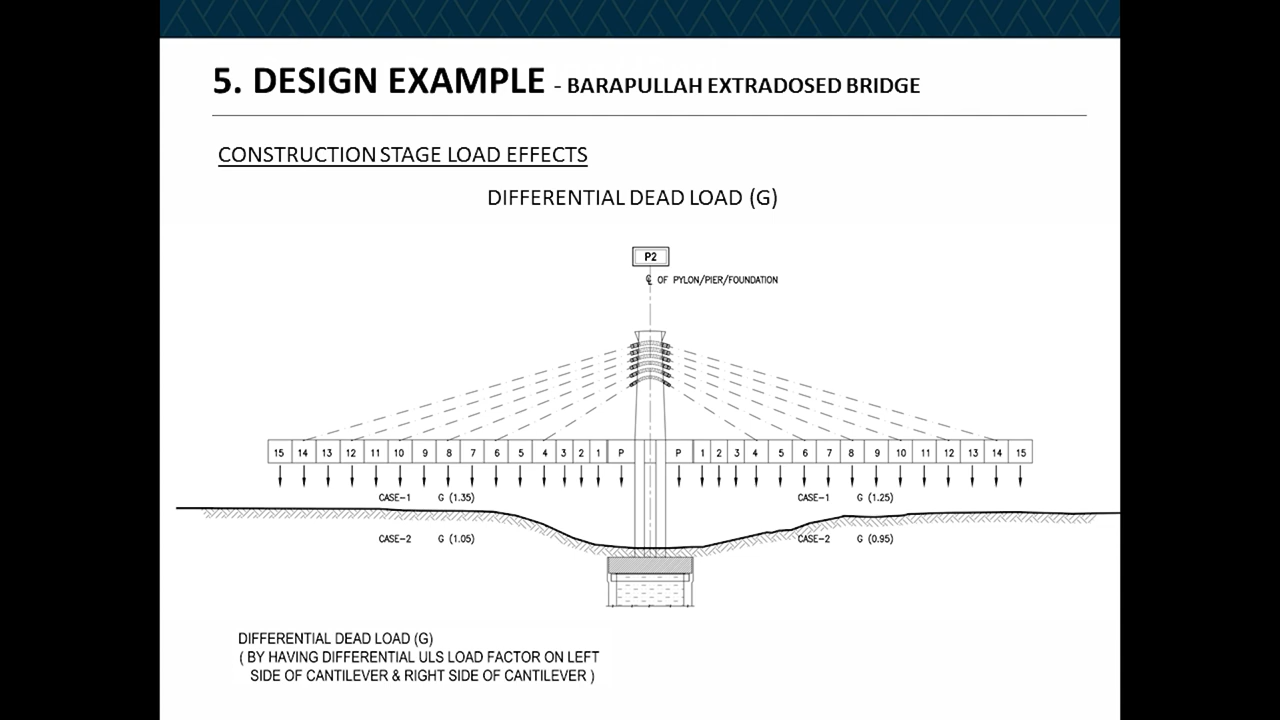 5. DESIGN EXAMPLE - BARAPULLAH EXTRADOSED BRIDGE
CONSTRUCTION STAGE LOAD EFFECTS
DIFFERENTIAL DEAD LOAD (G)
P2
℄ OF PYLON/PIER/FOUNDATION
15 14 13 12 11 10 9 8 7 6 5 4 3 2 1 P P 1 2 3 4 5 6 7 8 9 10 11 12 13 14 15
CASE-1 G (1.35) CASE-1 G (1.25)
CASE-2 G (1.05) CASE-2 G (0.95)
DIFFERENTIAL DEAD LOAD (G)
( BY HAVING DIFFERENTIAL ULS LOAD FACTOR ON LEFT
SIDE OF CANTILEVER & RIGHT SIDE OF CANTILEVER )